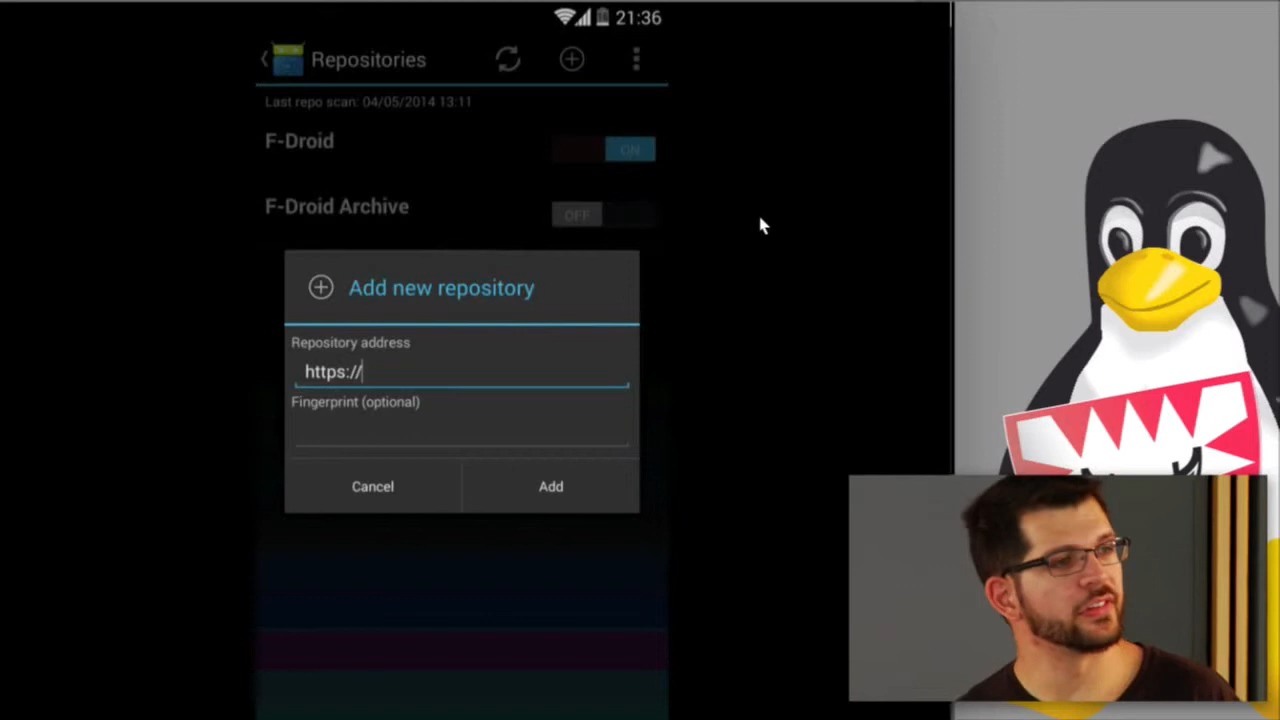 21:36
Repositories
Last repo scan: 04/05/2014 13:11
F-Droid
ON
F-Droid Archive
OFF
Add new repository
Repository address
https://
Fingerprint (optional)
Cancel
Add